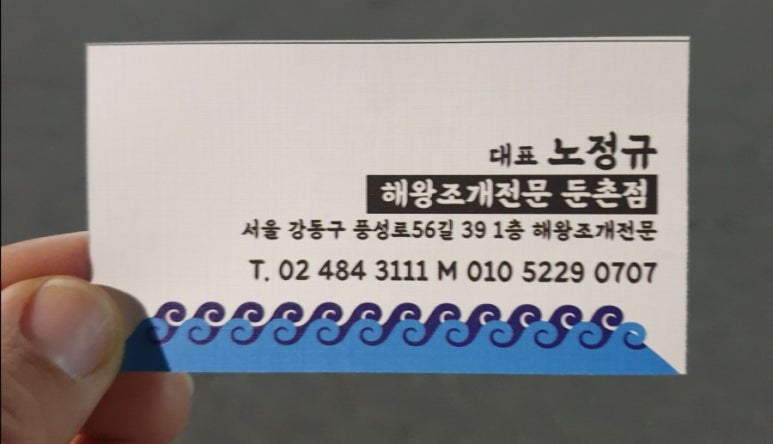 대표 노정규
해왕조개전문 둔촌점
서울 강동구 풍성로56길 39 1층 해왕조개전문
T. 02 484 3111 M 010 5229 0707